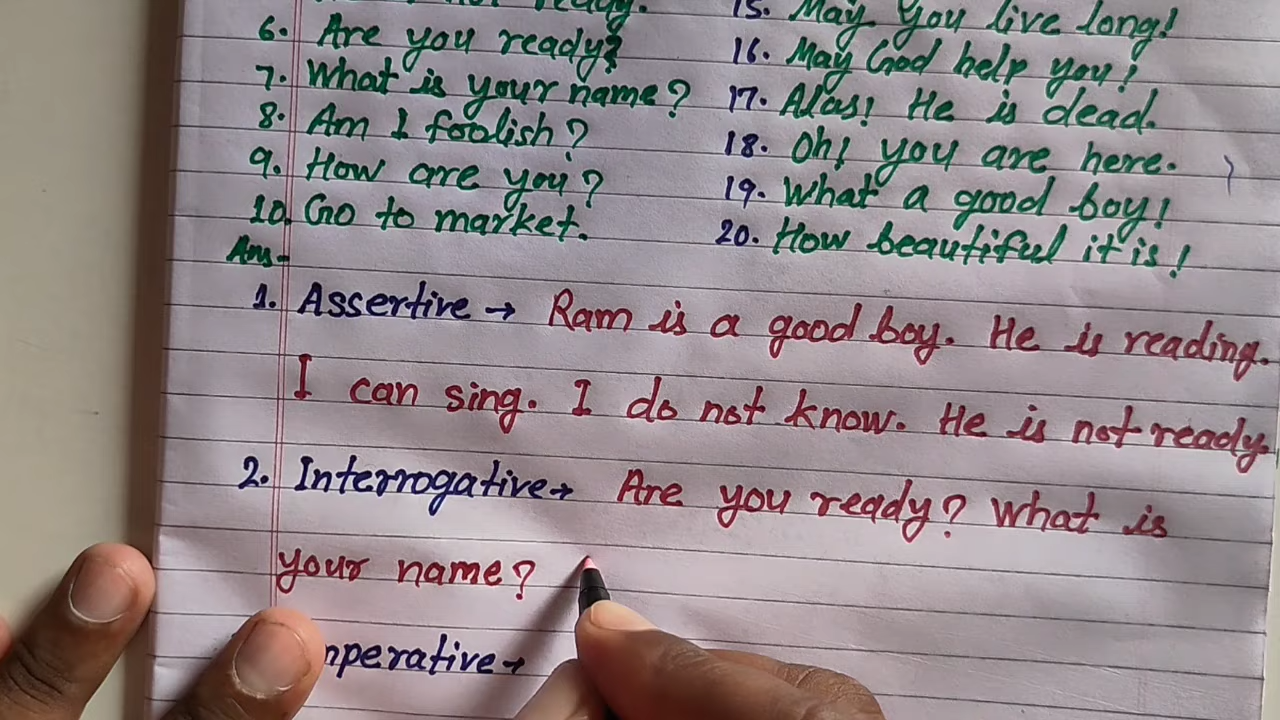 ready.
6. Are you ready?
7. What is your name?
8. Am I foolish?
9. How are you?
10. Go to market.
15. May you live long!
16. May God help you!
17. Alas! He is dead.
18. Oh! you are here.
19. What a good boy!
20. How beautiful it is!
Ans-
1. Assertive → Ram is a good boy. He is reading.
I can sing. I do not know. He is not ready.
2. Interrogative → Are you ready? What is
your name?
mperative →